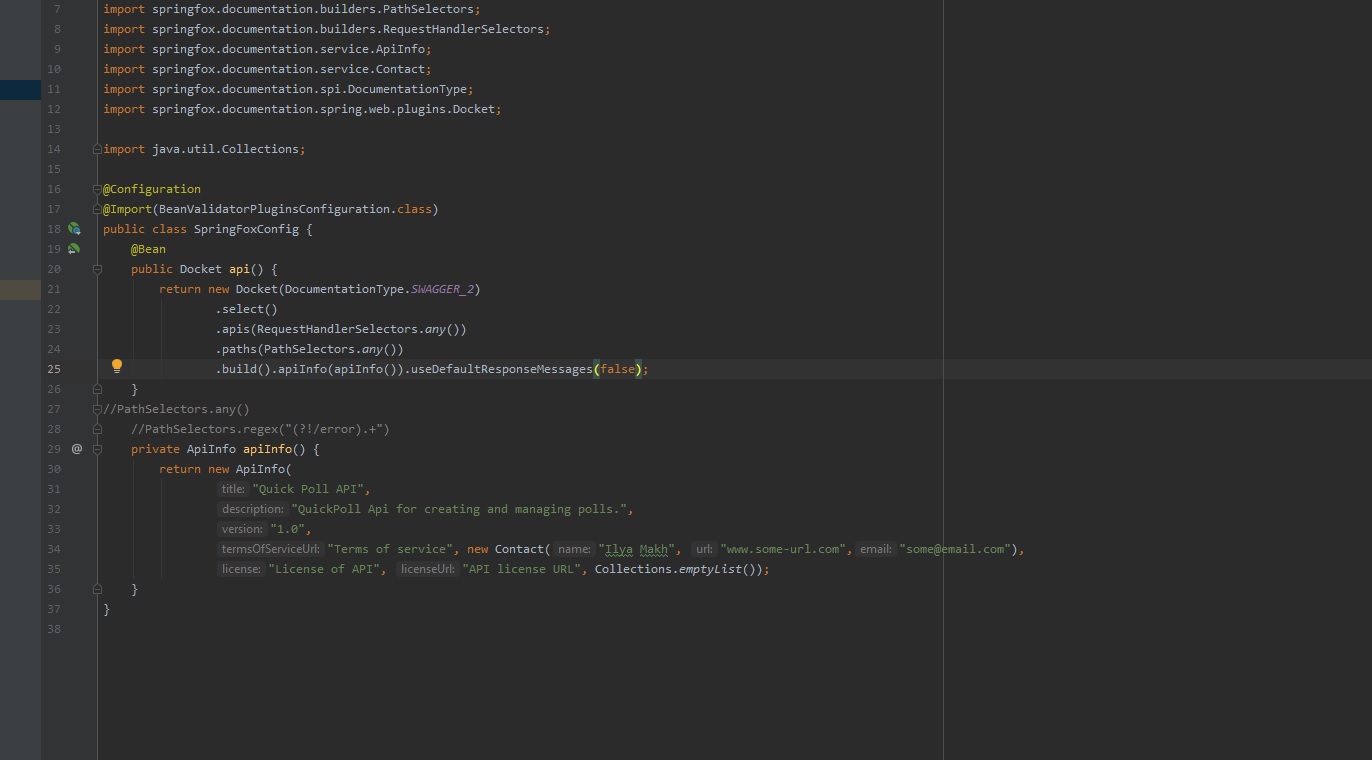 7 import springfox.documentation.builders.PathSelectors;
8 import springfox.documentation.builders.RequestHandlerSelectors;
9 import springfox.documentation.service.ApiInfo;
10 import springfox.documentation.service.Contact;
11 import springfox.documentation.spi.DocumentationType;
12 import springfox.documentation.spring.web.plugins.Docket;
13
14 import java.util.Collections;
15
16 @Configuration
17 @Import(BeanValidatorPluginsConfiguration.class)
18 public class SpringFoxConfig {
19     @Bean
20     public Docket api() {
21         return new Docket(DocumentationType.SWAGGER_2)
22                 .select()
23                 .apis(RequestHandlerSelectors.any())
24                 .paths(PathSelectors.any())
25                 .build().apiInfo(apiInfo()).useDefaultResponseMessages(false);
26     }
27 //PathSelectors.any()
28     //PathSelectors.regex("(?!/error).+")
29 @     private ApiInfo apiInfo() {
30         return new ApiInfo(
31                 title: "Quick Poll API",
32                 description: "QuickPoll Api for creating and managing polls.",
33                 version: "1.0",
34                 termsOfServiceUrl: "Terms of service", new Contact( name: "Ilya Makh", url: "www.some-url.com", email: "some@email.com"),
35                 license: "License of API", licenseUrl: "API license URL", Collections.emptyList());
36     }
37 }
38